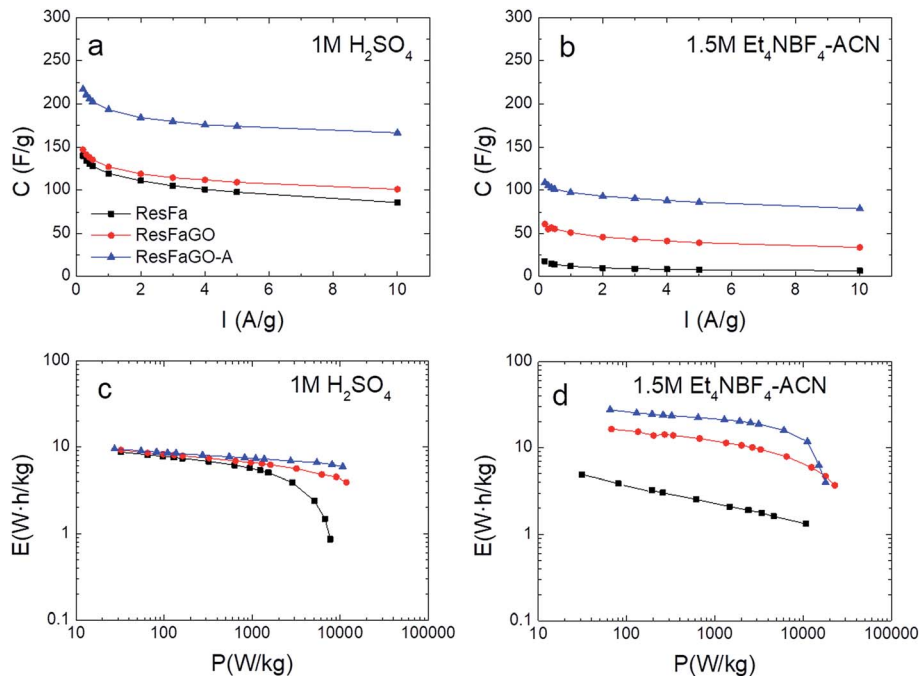 a
1M H₂SO₄
300
250
200
150
100
50
0
C (F/g)
ResFa
ResFaGO
ResFaGO-A
0 2 4 6 8 10
I (A/g)
b
1.5M Et₄NBF₄-ACN
300
250
200
150
100
50
0
C (F/g)
0 2 4 6 8 10
I (A/g)
c
1M H₂SO₄
100
10
1
0.1
E(W·h/kg)
10 100 1000 10000 100000
P(W/kg)
d
1.5M Et₄NBF₄-ACN
100
10
1
0.1
E(W·h/kg)
10 100 1000 10000 100000
P(W/kg)